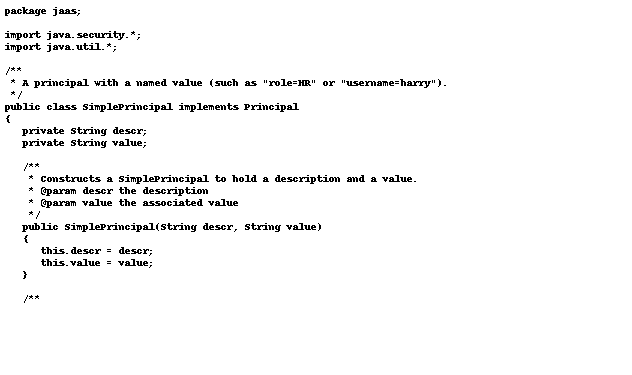 package jaas;

import java.security.*;
import java.util.*;

/**
 * A principal with a named value (such as "role=HR" or "username=harry").
 */
public class SimplePrincipal implements Principal
{
   private String descr;
   private String value;

   /**
    * Constructs a SimplePrincipal to hold a description and a value.
    * @param descr the description
    * @param value the associated value
    */
   public SimplePrincipal(String descr, String value)
   {
      this.descr = descr;
      this.value = value;
   }

   /**